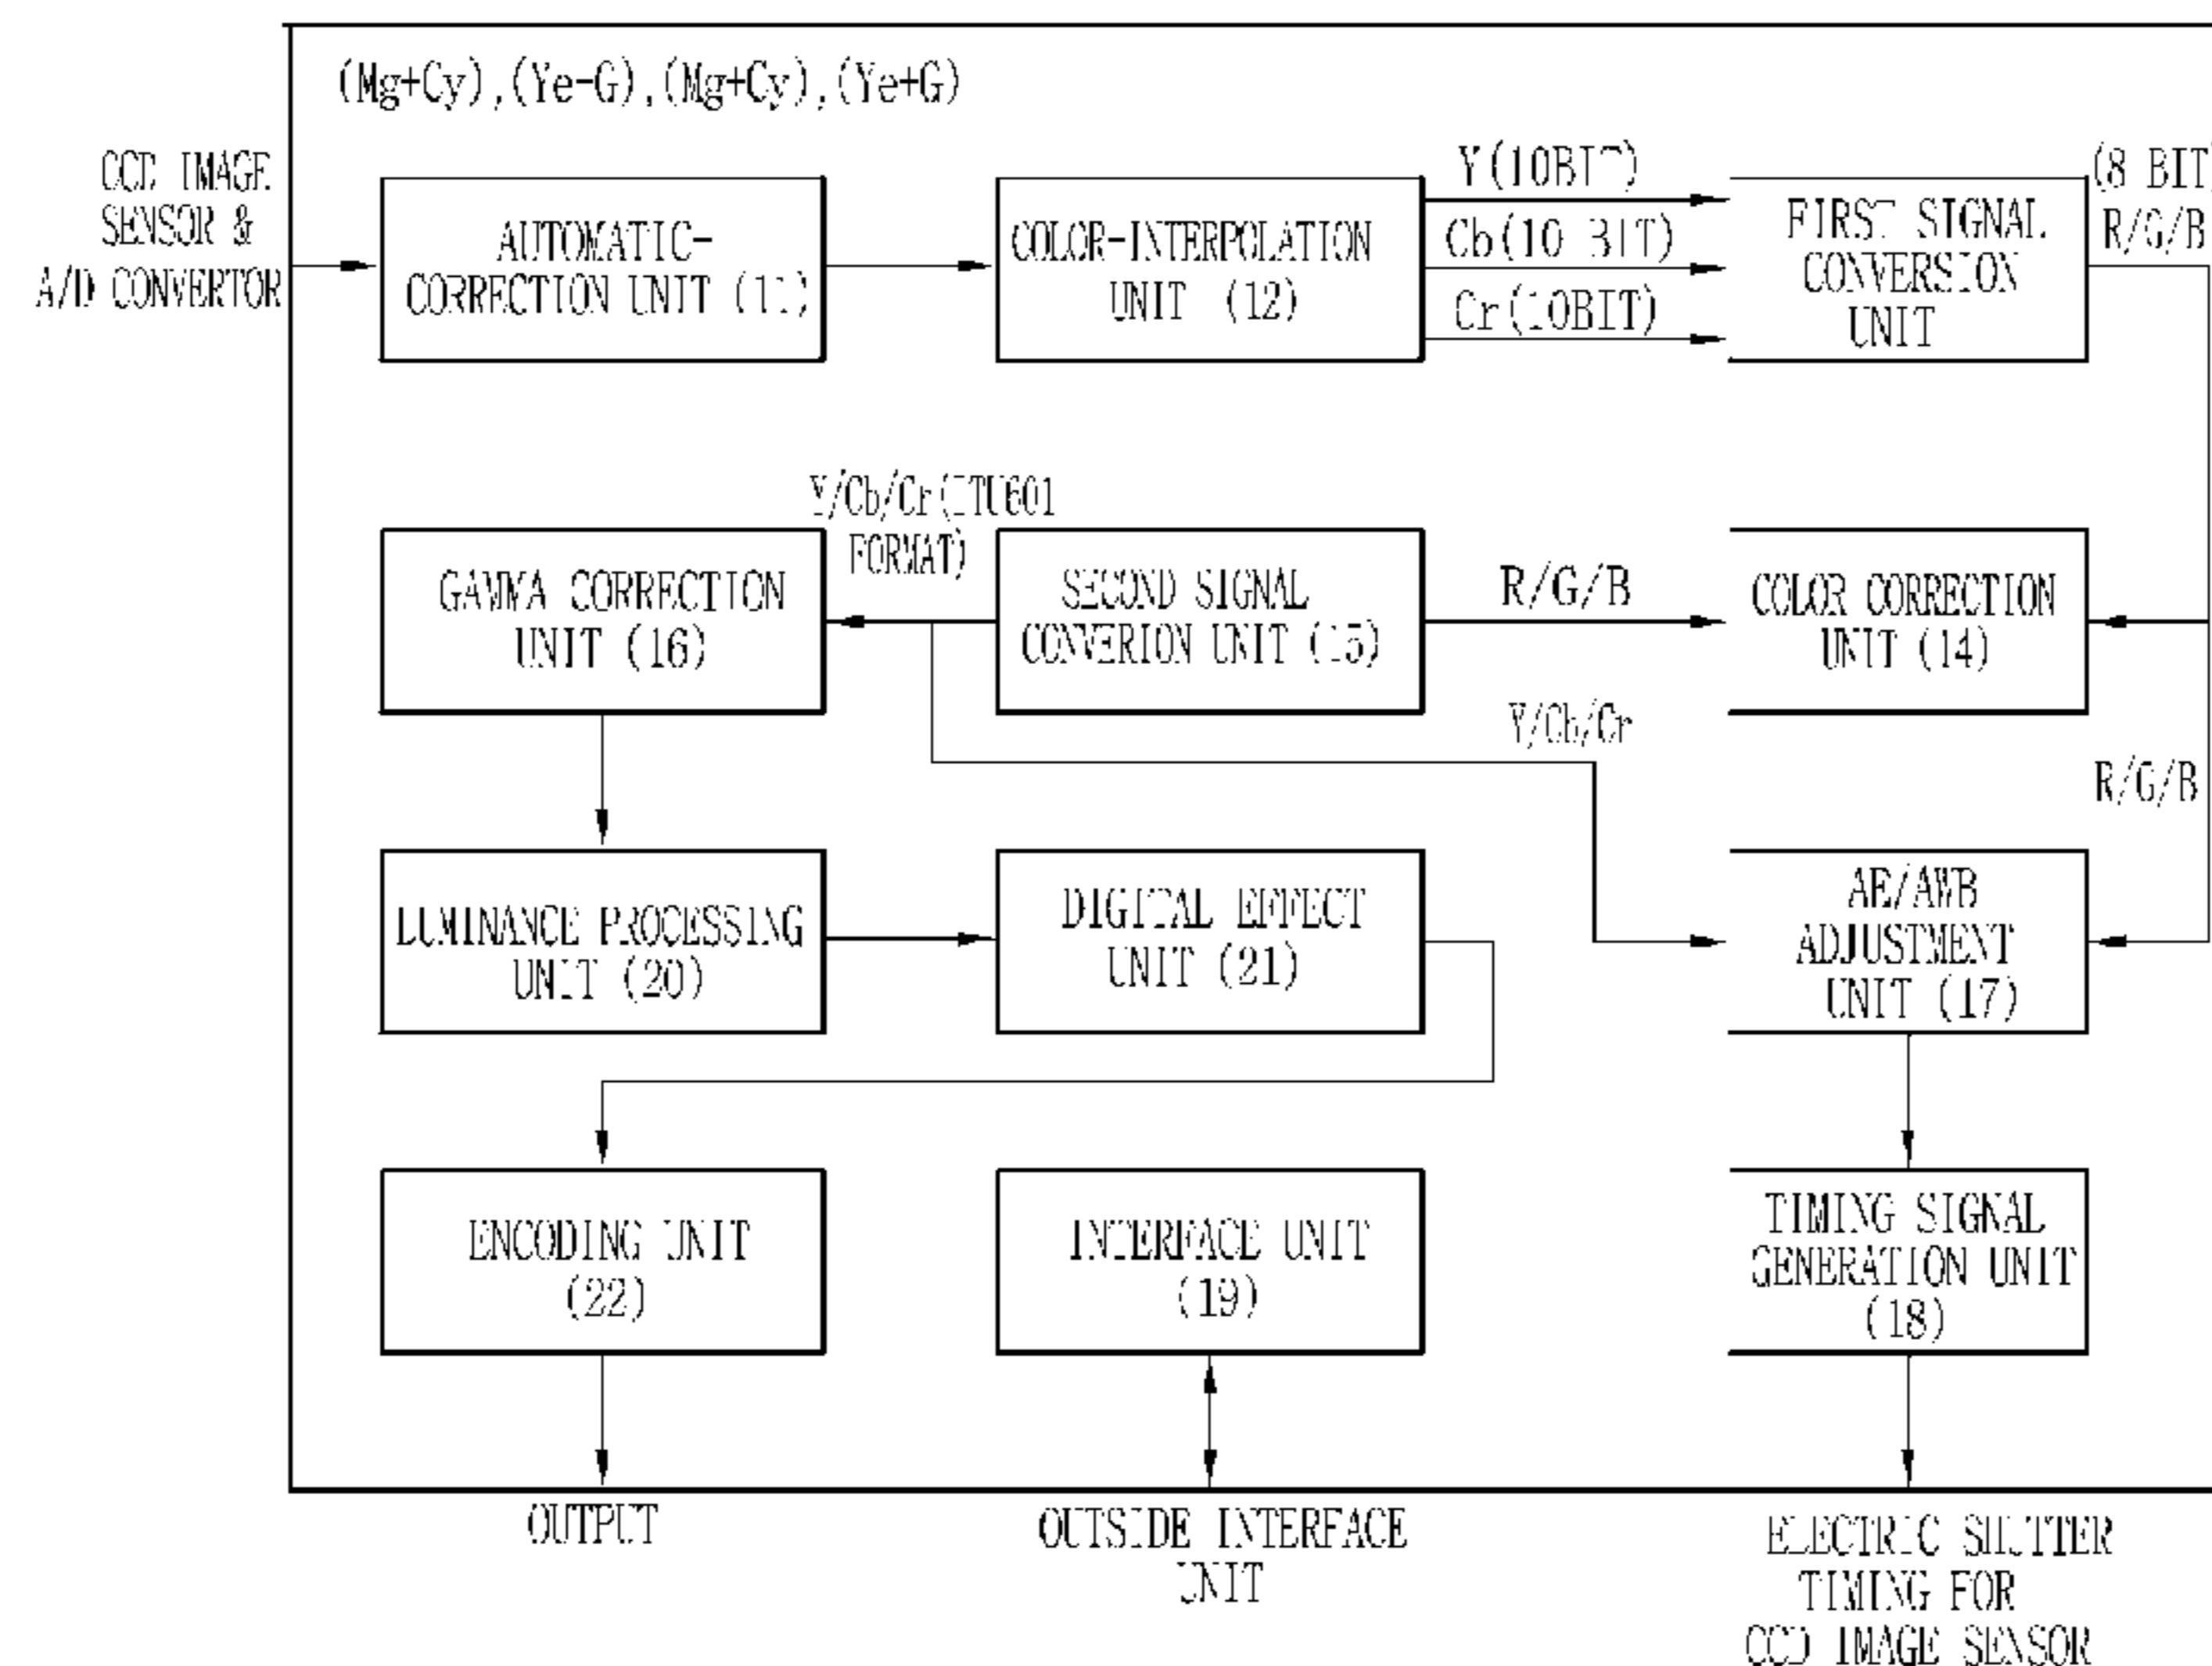 (Mg+Cy),(Ye-G),(Mg+Cy),(Ye+G)
CCD IMAGE
SENSOR &
A/D CONVERTOR
AUTOMATIC-
CORRECTION UNIT (11)
COLOR-INTERPOLATION
UNIT (12)
Y(10BIT)
Cb(10 BIT)
Cr(10BIT)
FIRST SIGNAL
CONVERSION
UNIT
(8 BIT)
R/G/B
GAMMA CORRECTION
UNIT (16)
Y/Cb/Cr(ITU601
FORMAT)
SECOND SIGNAL
CONVERION UNIT (15)
R/G/B
COLOR CORRECTION
UNIT (14)
Y/Cb/Cr
R/G/B
LUMINANCE PROCESSING
UNIT (20)
DIGITAL EFFECT
UNIT (21)
AE/AWB
ADJUSTMENT
UNIT (17)
ENCODING UNIT
(22)
INTERFACE UNIT
(19)
TIMING SIGNAL
GENERATION UNIT
(18)
OUTPUT
OUTSIDE INTERFACE
UNIT
ELECTRIC SHUTTER
TIMING FOR
CCD IMAGE SENSOR